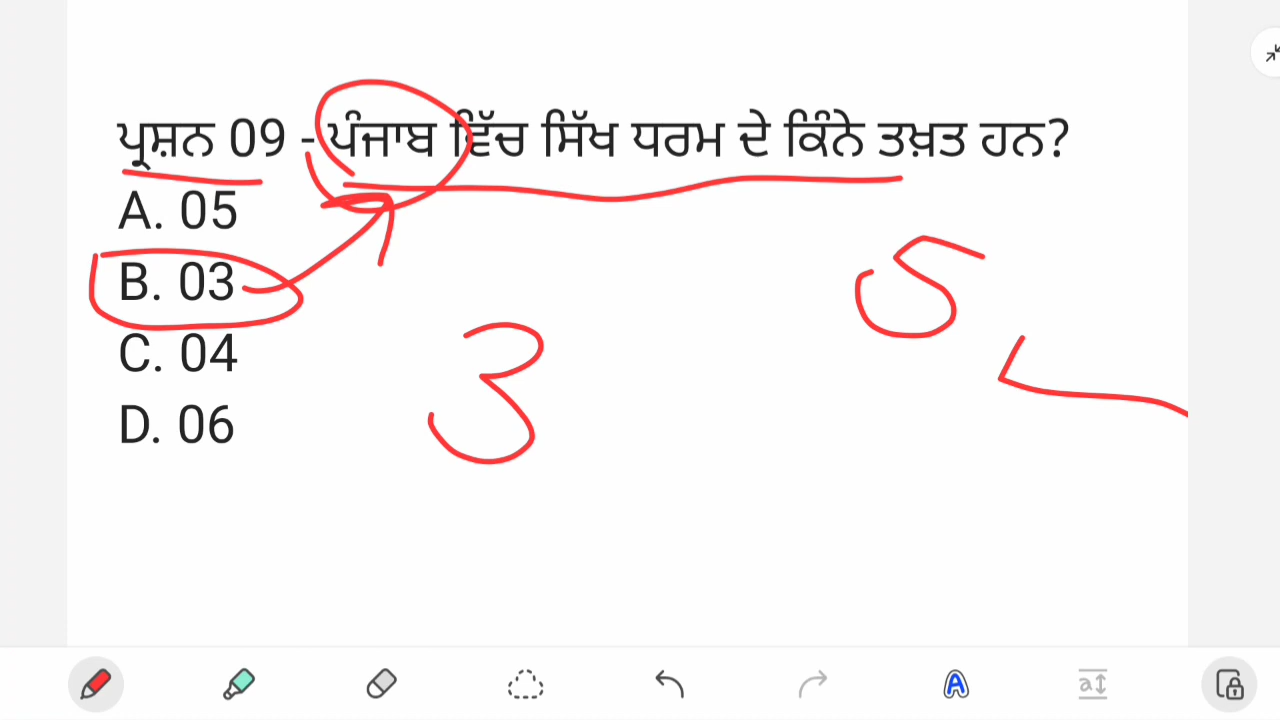 ਪ੍ਰਸ਼ਨ 09 - ਪੰਜਾਬ ਵਿੱਚ ਸਿੱਖ ਧਰਮ ਦੇ ਕਿੰਨੇ ਤਖ਼ਤ ਹਨ?
A. 05
B. 03
C. 04
D. 06
3
5